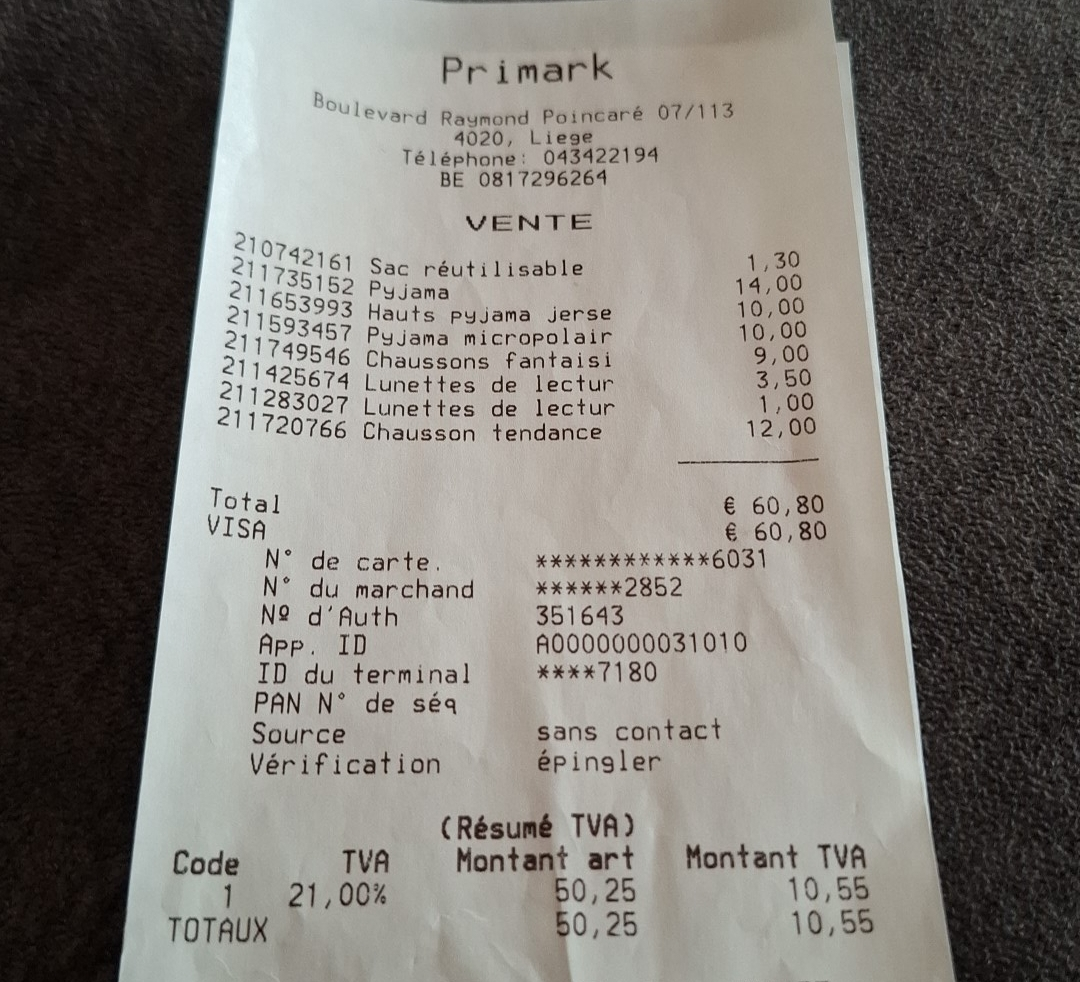 Primark
Boulevard Raymond Poincaré 07/113
4020, Liege
Téléphone: 043422194
BE 0817296264
VENTE
210742161 Sac réutilisable 1,30
211735152 Pyjama 14,00
211653993 Hauts pyjama jerse 10,00
211593457 Pyjama micropolair 10,00
211749546 Chaussons fantaisi 9,00
211425674 Lunettes de lectur 3,50
211283027 Lunettes de lectur 1,00
211720766 Chausson tendance 12,00
Total € 60,80
VISA € 60,80
N° de carte. ************6031
N° du marchand ******2852
Nº d'Auth 351643
App. ID A0000000031010
ID du terminal ****7180
PAN N° de séq
Source sans contact
Vérification épingler
(Résumé TVA)
Code TVA Montant art Montant TVA
1 21,00% 50,25 10,55
TOTAUX 50,25 10,55